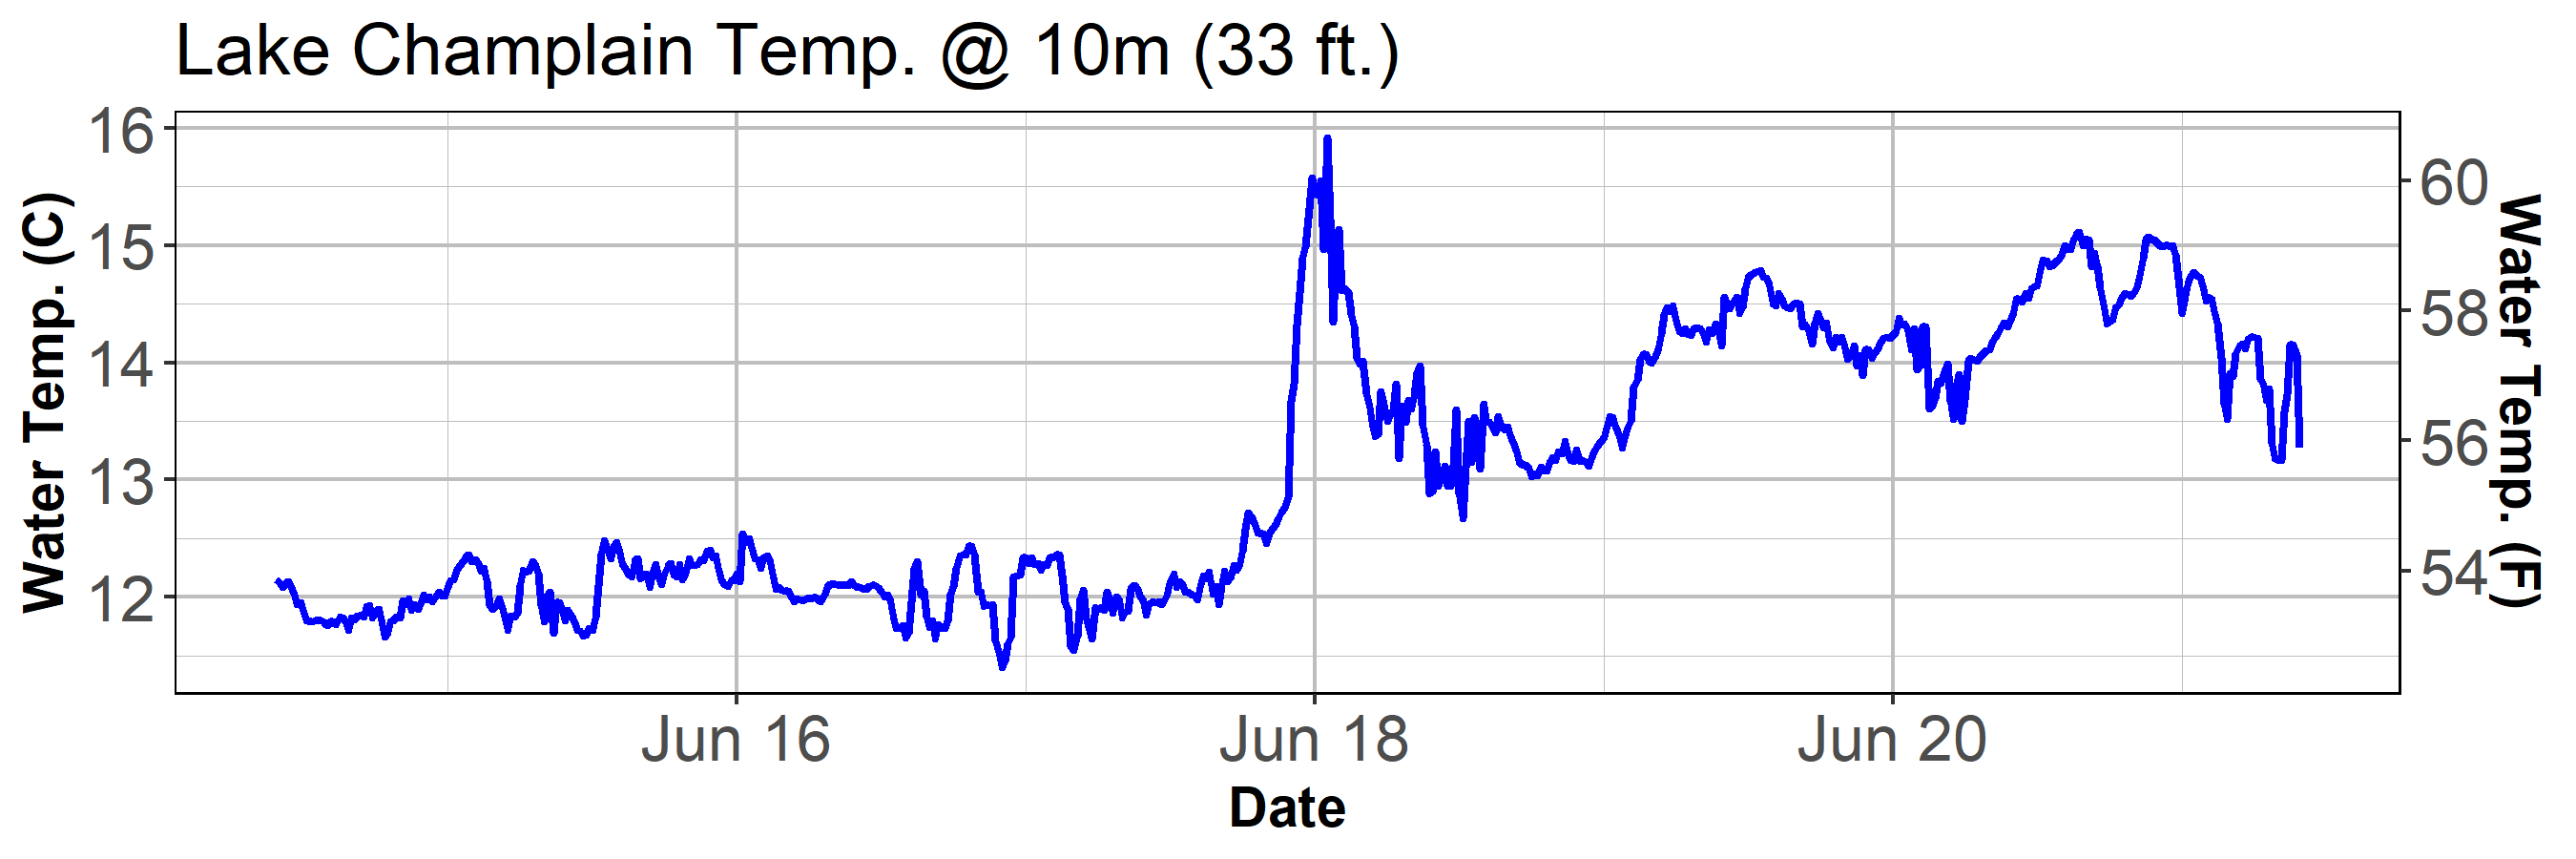 Lake Champlain Temp. @ 10m (33 ft.)
Water Temp. (C)
16
15
14
13
12
60
58
56
54
Water Temp. (F)
Jun 16 Jun 18 Jun 20
Date